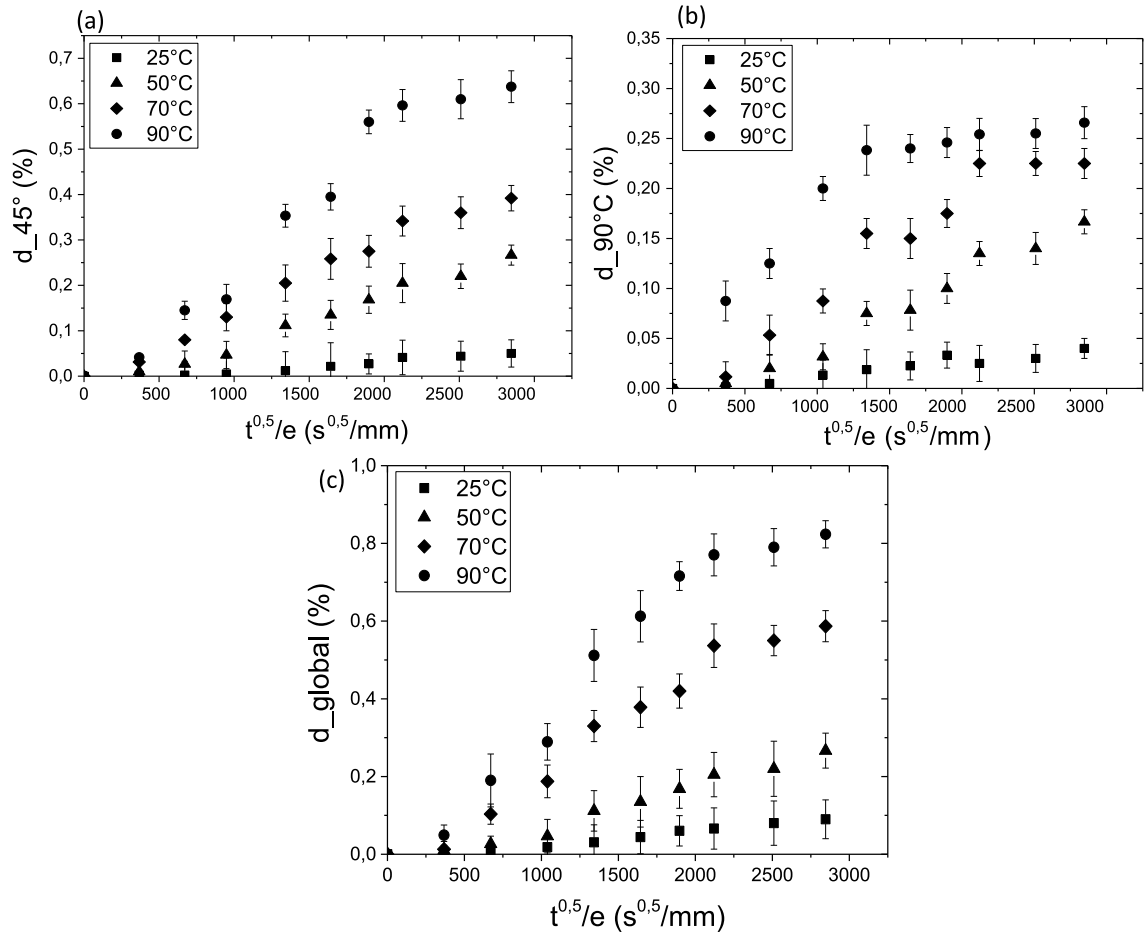 (a)
0,7
0,6
0,5
0,4
0,3
0,2
0,1
0,0
d_45° (%)
25°C
50°C
70°C
90°C
0 500 1000 1500 2000 2500 3000
t^0,5/e (s^0,5/mm)
(b)
0,35
0,30
0,25
0,20
0,15
0,10
0,05
0,00
d_90°C (%)
25°C
50°C
70°C
90°C
0 500 1000 1500 2000 2500 3000
t^0,5/e (s^0,5/mm)
(c)
1,0
0,8
0,6
0,4
0,2
0,0
d_global (%)
25°C
50°C
70°C
90°C
0 500 1000 1500 2000 2500 3000
t^0,5/e (s^0,5/mm)